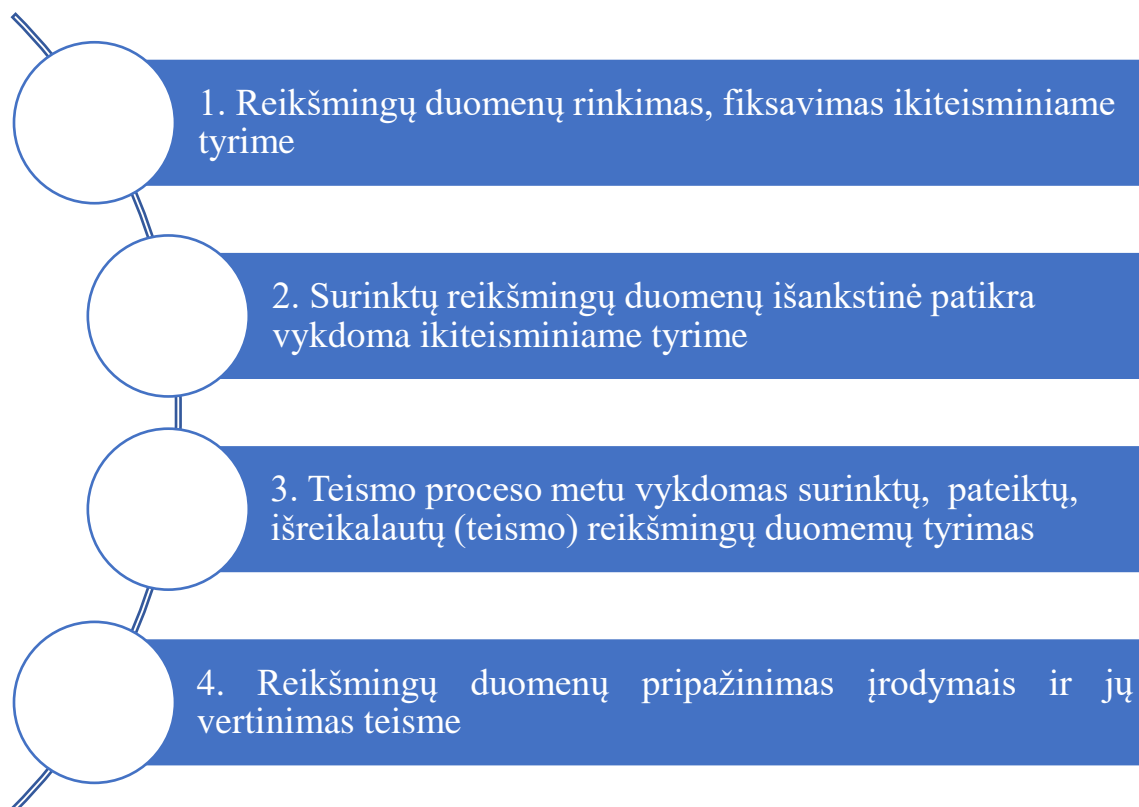 1. Reikšmingų duomenų rinkimas, fiksavimas ikiteisminiame
tyrime
2. Surinktų reikšmingų duomenų išankstinė patikra
vykdoma ikiteisminiame tyrime
3. Teismo proceso metu vykdomas surinktų, pateiktų,
išreikalautų (teismo) reikšmingų duomemų tyrimas
4. Reikšmingų duomenų pripažinimas įrodymais ir jų
vertinimas teisme